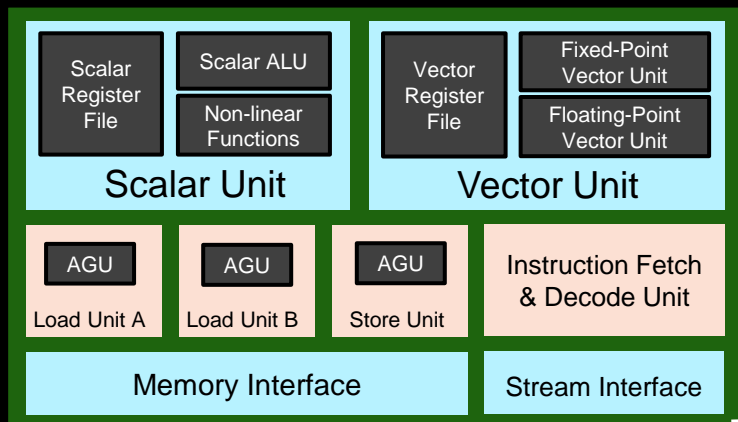 Scalar
Register
File
Scalar ALU
Non-linear
Functions
Scalar Unit
Vector
Register
File
Fixed-Point
Vector Unit
Floating-Point
Vector Unit
Vector Unit
AGU
Load Unit A
AGU
Load Unit B
AGU
Store Unit
Instruction Fetch
& Decode Unit
Memory Interface
Stream Interface